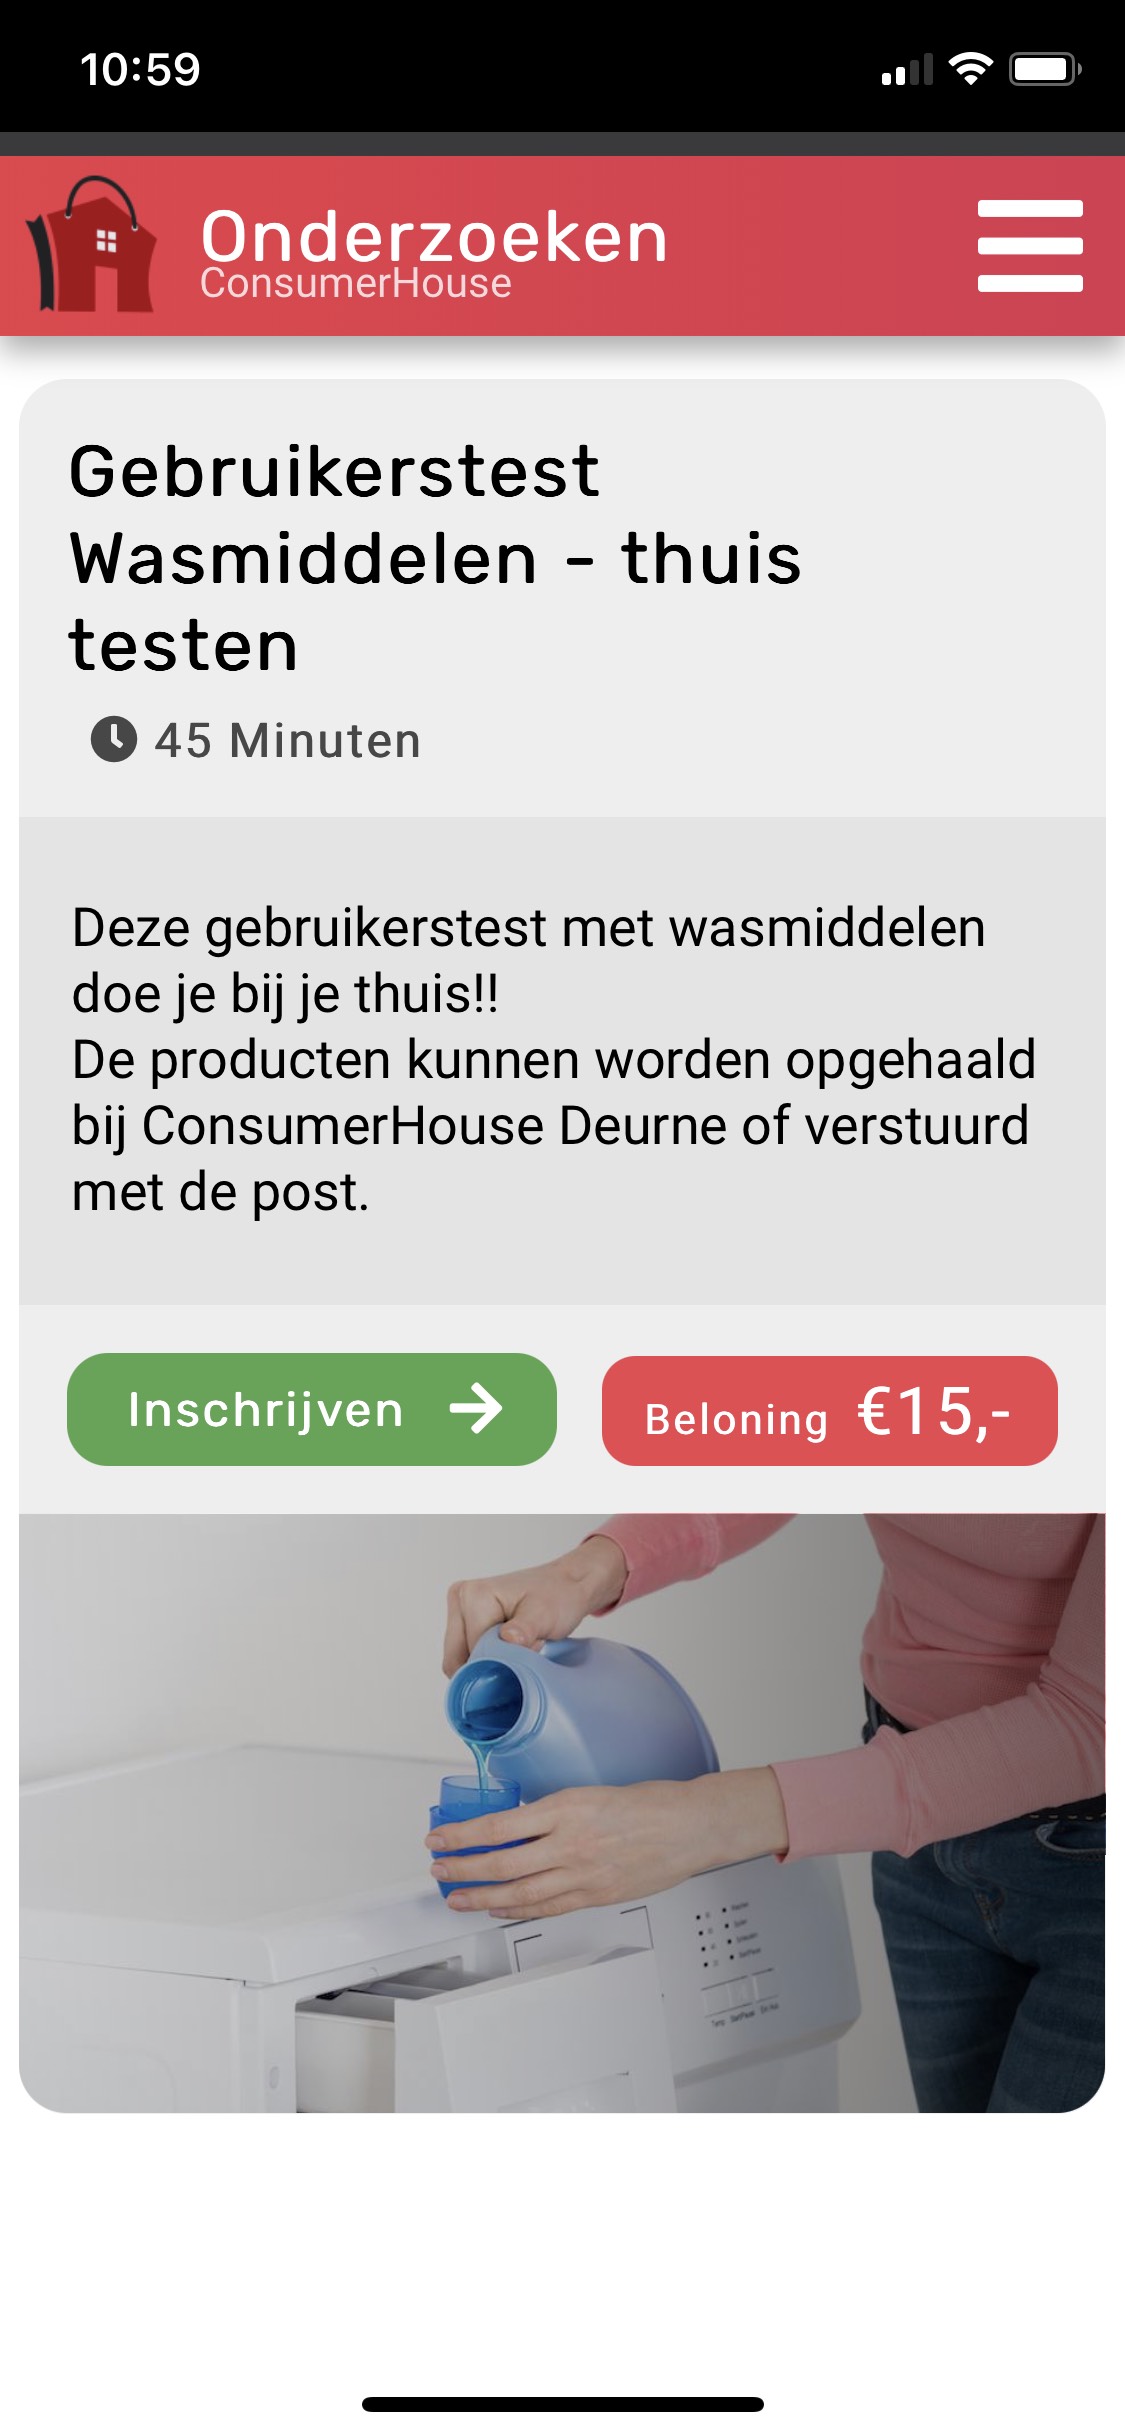 10:59
Onderzoeken
ConsumerHouse
Gebruikerstest
Wasmiddelen - thuis
testen
45 Minuten
Deze gebruikerstest met wasmiddelen
doe je bij je thuis!!
De producten kunnen worden opgehaald
bij ConsumerHouse Deurne of verstuurd
met de post.
Inschrijven
Beloning €15,-